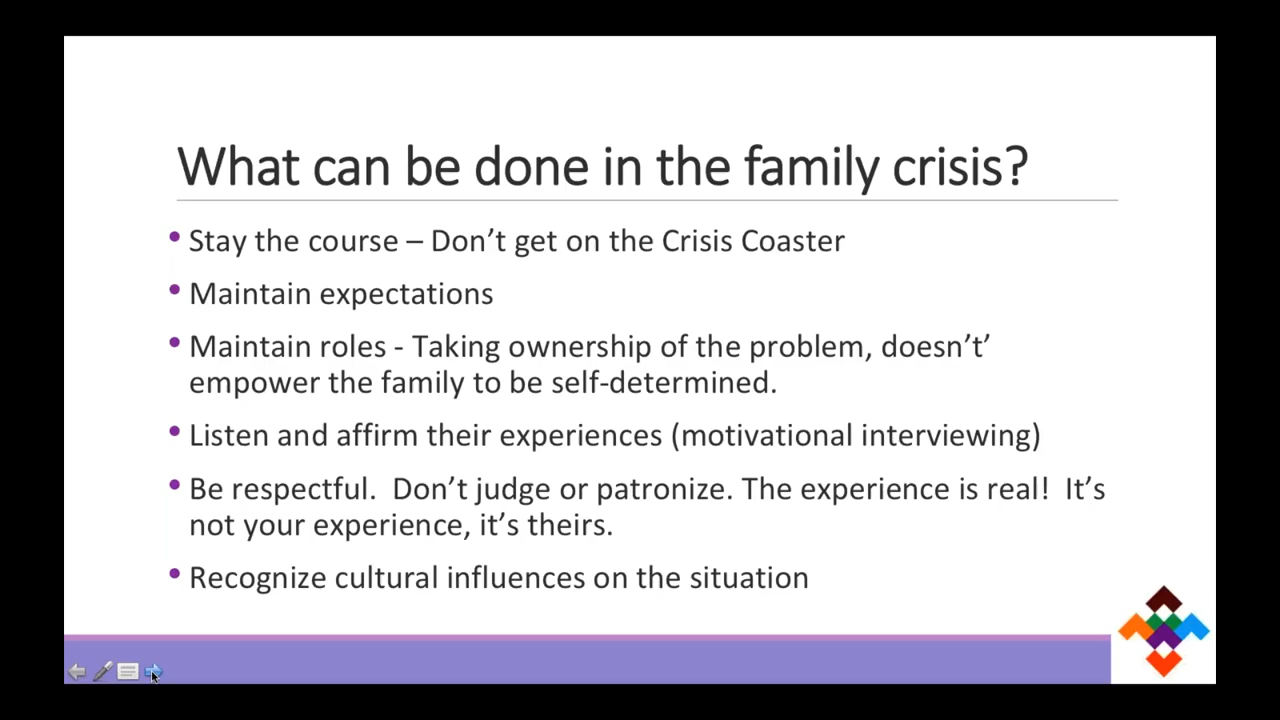 What can be done in the family crisis?
• Stay the course – Don’t get on the Crisis Coaster
• Maintain expectations
• Maintain roles - Taking ownership of the problem, doesn’t’
empower the family to be self-determined.
• Listen and affirm their experiences (motivational interviewing)
• Be respectful.  Don’t judge or patronize. The experience is real!  It’s
not your experience, it’s theirs.
• Recognize cultural influences on the situation